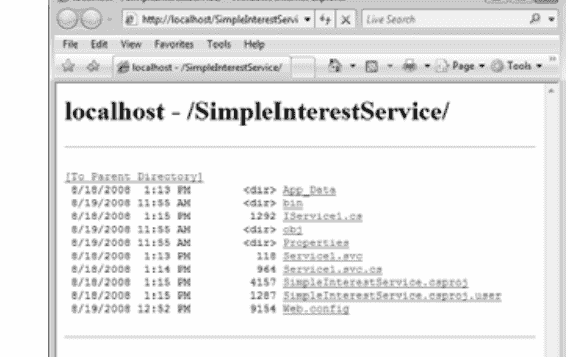 http://localhost/SimpleInterestServi
Live Search
File Edit View Favorites Tools Help
localhost - /SimpleInterestService/
Page Tools
localhost - /SimpleInterestService/
[To Parent Directory]
8/18/2008 1:13 PM <dir> App_Data
8/19/2008 11:55 AM <dir> bin
8/18/2008 1:15 PM 1292 IService1.cs
8/19/2008 11:55 AM <dir> obj
8/19/2008 11:55 AM <dir> Properties
8/18/2008 1:13 PM 118 Service1.svc
8/18/2008 1:14 PM 964 Service1.svc.cs
8/18/2008 1:15 PM 4157 SimpleInterestService.csproj
8/18/2008 1:15 PM 1287 SimpleInterestService.csproj.user
8/19/2008 12:52 PM 9154 Web.config